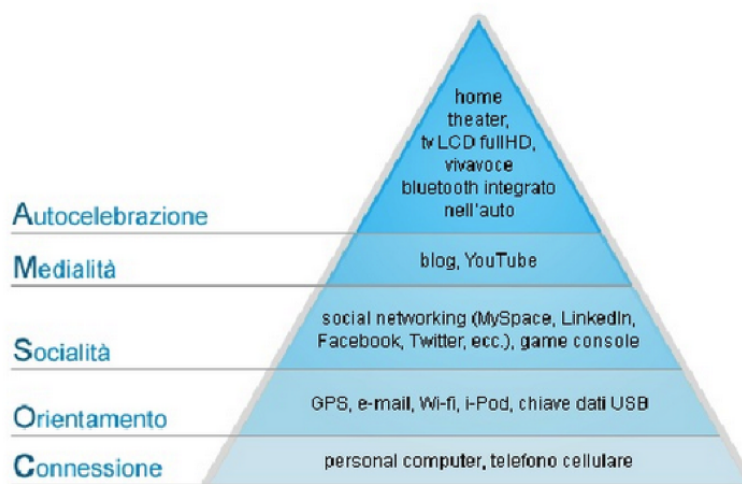 home
theater,
tv LCD fullHD,
vivavoce
bluetooth integrato
nell'auto
Autocelebrazione
blog, YouTube
Medialità
social networking (MySpace, LinkedIn,
Facebook, Twitter, ecc.), game console
Socialità
GPS, e-mail, Wi-fi, i-Pod, chiave dati USB
Orientamento
personal computer, telefono cellulare
Connessione